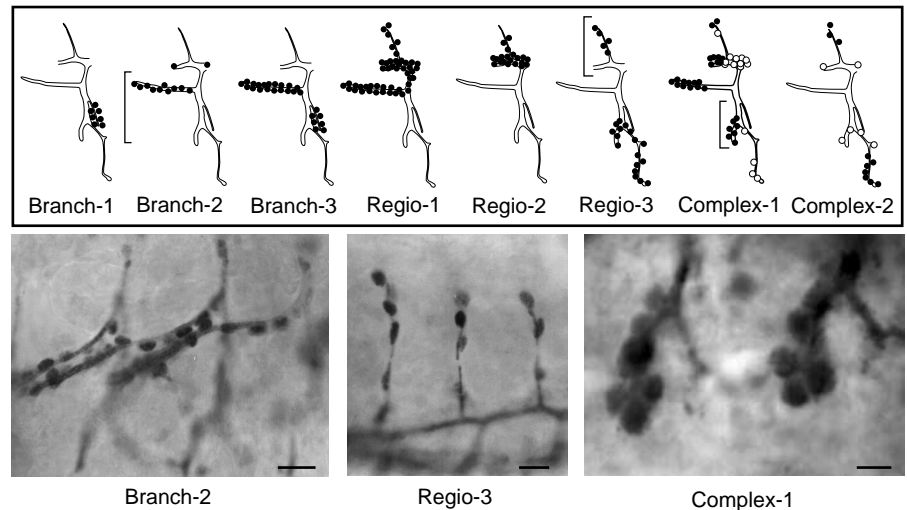 Branch-1 Branch-2 Branch-3 Regio-1 Regio-2 Regio-3 Complex-1 Complex-2
Branch-2 Regio-3 Complex-1